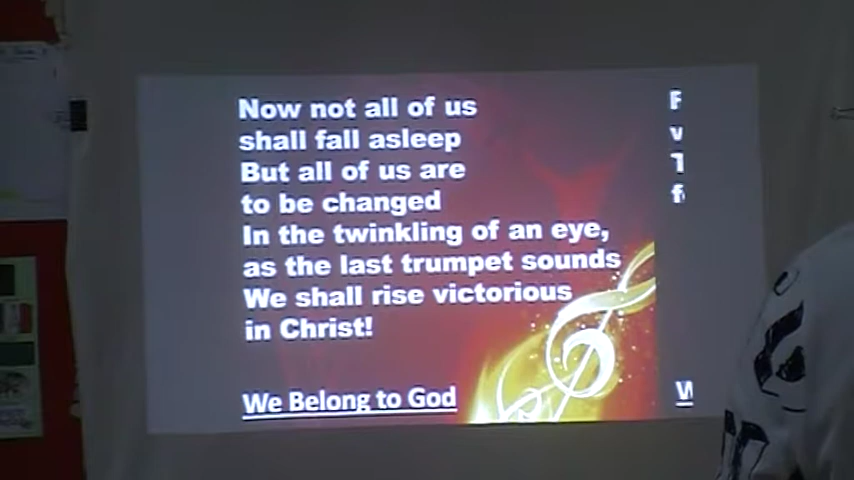 Now not all of us
shall fall asleep
But all of us are
to be changed
In the twinkling of an eye,
as the last trumpet sounds
We shall rise victorious
in Christ!
We Belong to God